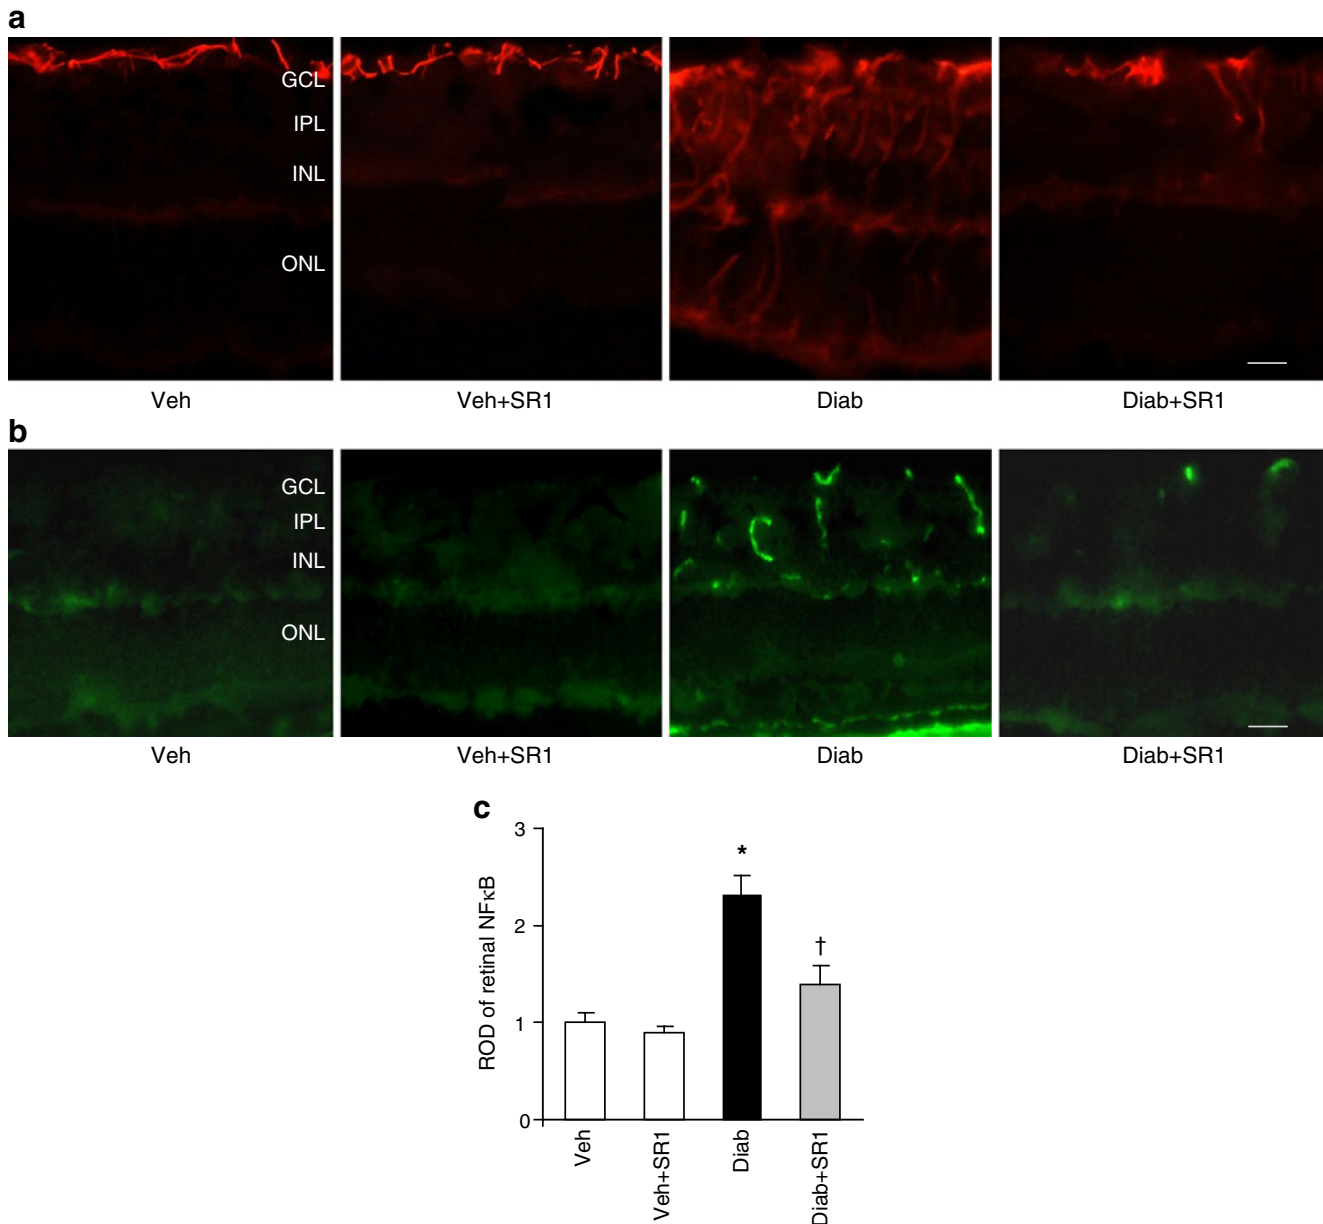 a
GCL
IPL
INL
ONL
Veh Veh+SR1 Diab Diab+SR1
b
GCL
IPL
INL
ONL
Veh Veh+SR1 Diab Diab+SR1
c
ROD of retinal NFκB
3
2
1
0
*
†
Veh
Veh+SR1
Diab
Diab+SR1